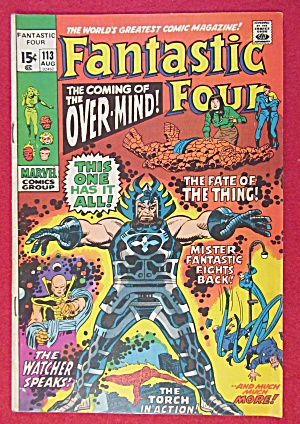 THE WORLD'S GREATEST COMIC MAGAZINE!
FANTASTIC
FOUR
15¢
113
AUG
Fantastic
Four
THE COMING OF
THE OVER-MIND!
MARVEL
COMICS
GROUP
THIS
ONE
HAS IT
ALL!
THE FATE OF
THE THING!
MISTER
FANTASTIC
FIGHTS
BACK!
THE
WATCHER
SPEAKS!
THE TORCH
IN ACTION!
...AND MUCH
MUCH
MORE!